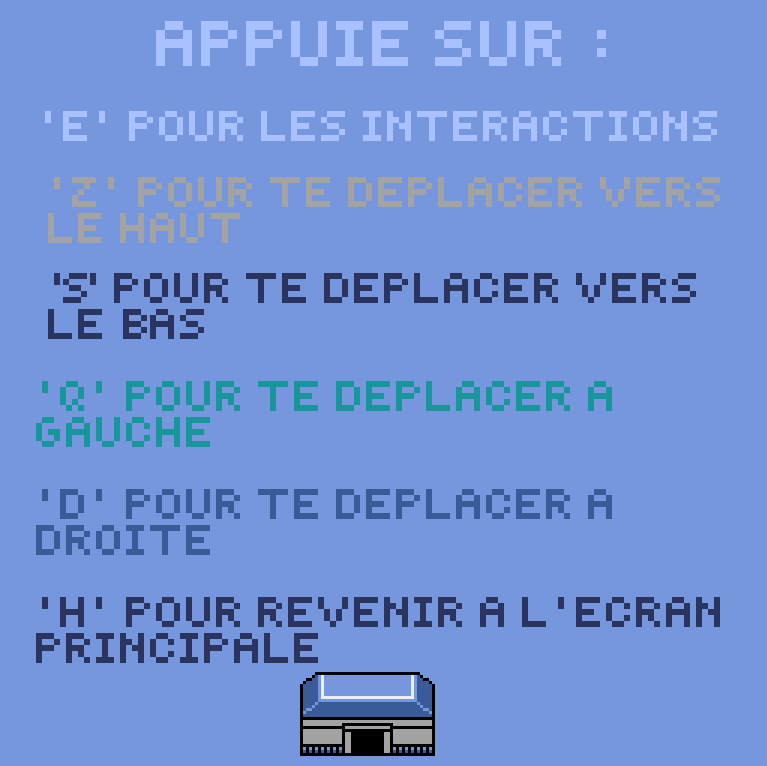 APPUIE SUR :
'E' POUR LES INTERACTIONS
'Z' POUR TE DEPLACER VERS
LE HAUT
'S' POUR TE DEPLACER VERS
LE BAS
'Q' POUR TE DEPLACER A
GAUCHE
'D' POUR TE DEPLACER A
DROITE
'H' POUR REVENIR A L'ECRAN
PRINCIPALE